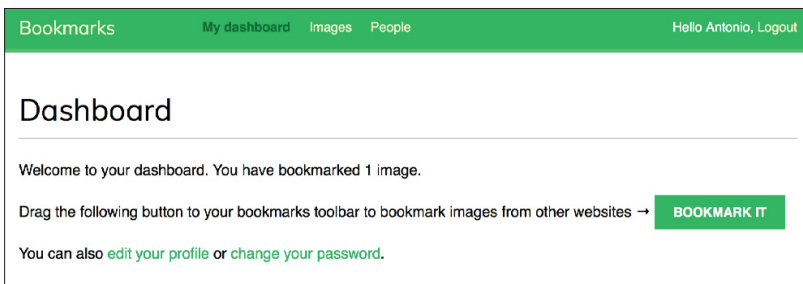 Bookmarks My dashboard Images People Hello Antonio, Logout
Dashboard
Welcome to your dashboard. You have bookmarked 1 image.
Drag the following button to your bookmarks toolbar to bookmark images from other websites → BOOKMARK IT
You can also edit your profile or change your password.